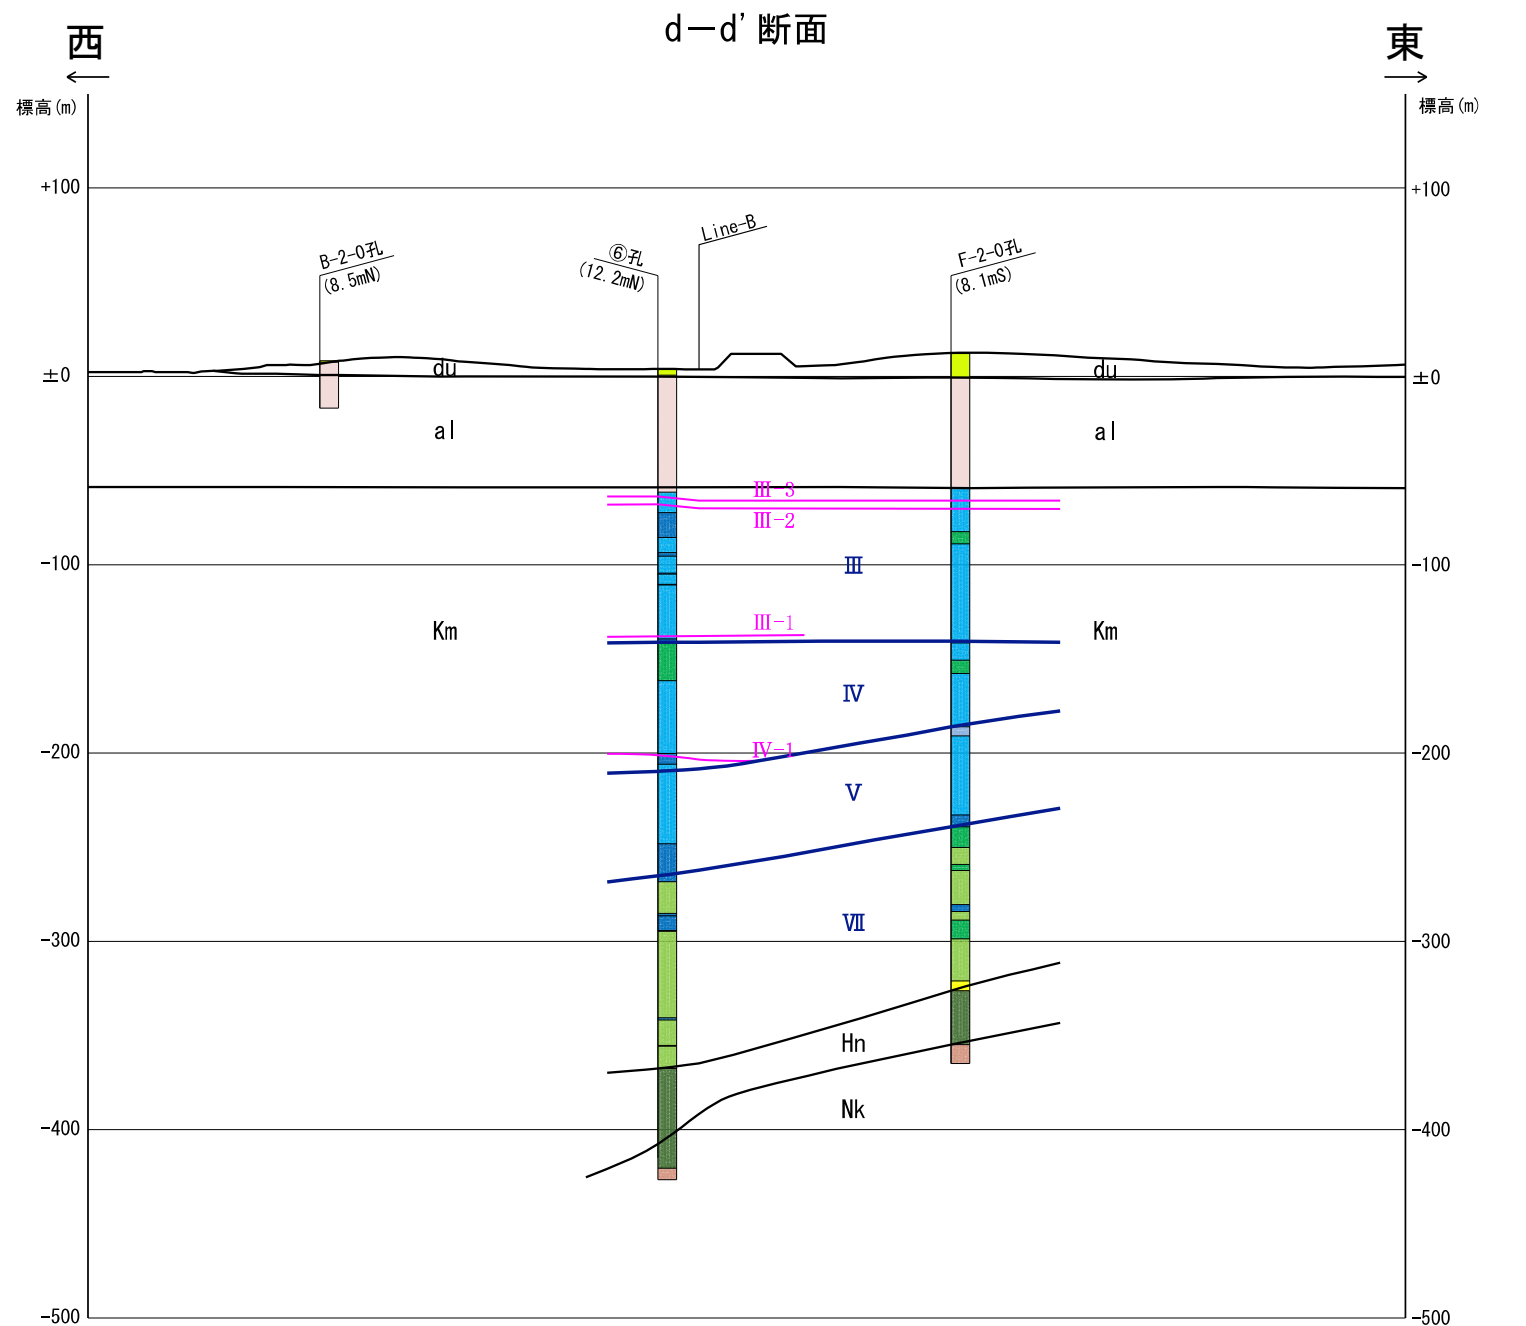 d－d' 断面
西
東
標高(m)
標高(m)
+100
+100
Line-B
B-2-0孔
(8.5mN)
⑥孔
(12.2mN)
F-2-0孔
(8.1mS)
du
du
±0
±0
al
al
Ⅲ-3
Ⅲ-2
-100
Ⅲ
-100
Ⅲ-1
Km
Km
Ⅳ
-200
Ⅳ-1
-200
Ⅴ
Ⅶ
-300
-300
Hn
Nk
-400
-400
-500
-500